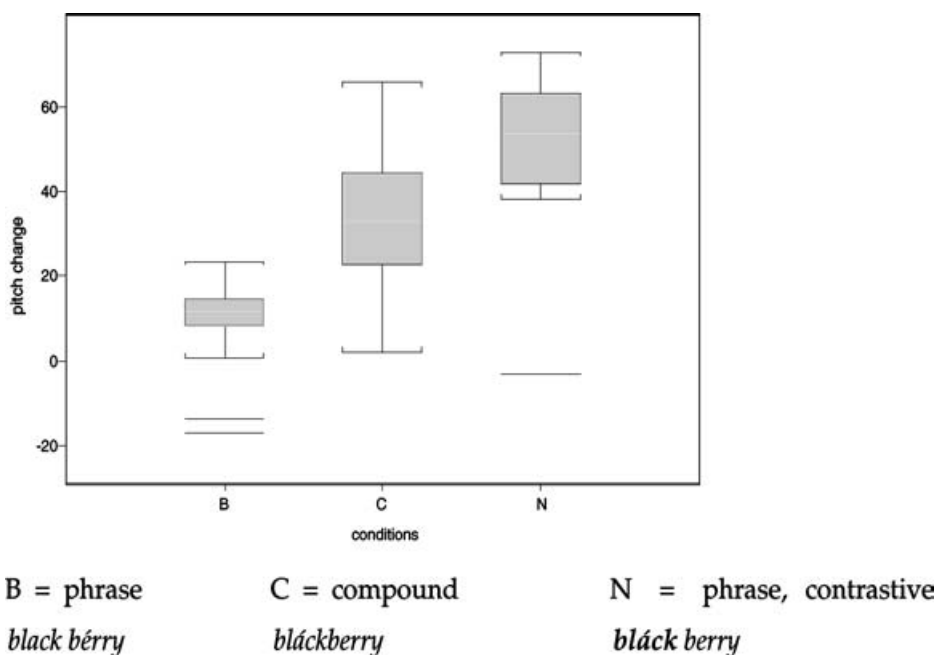 60
40
20
0
-20
pitch change
B C N
conditions
B = phrase C = compound N = phrase, contrastive
black bérry bláckberry bláck berry